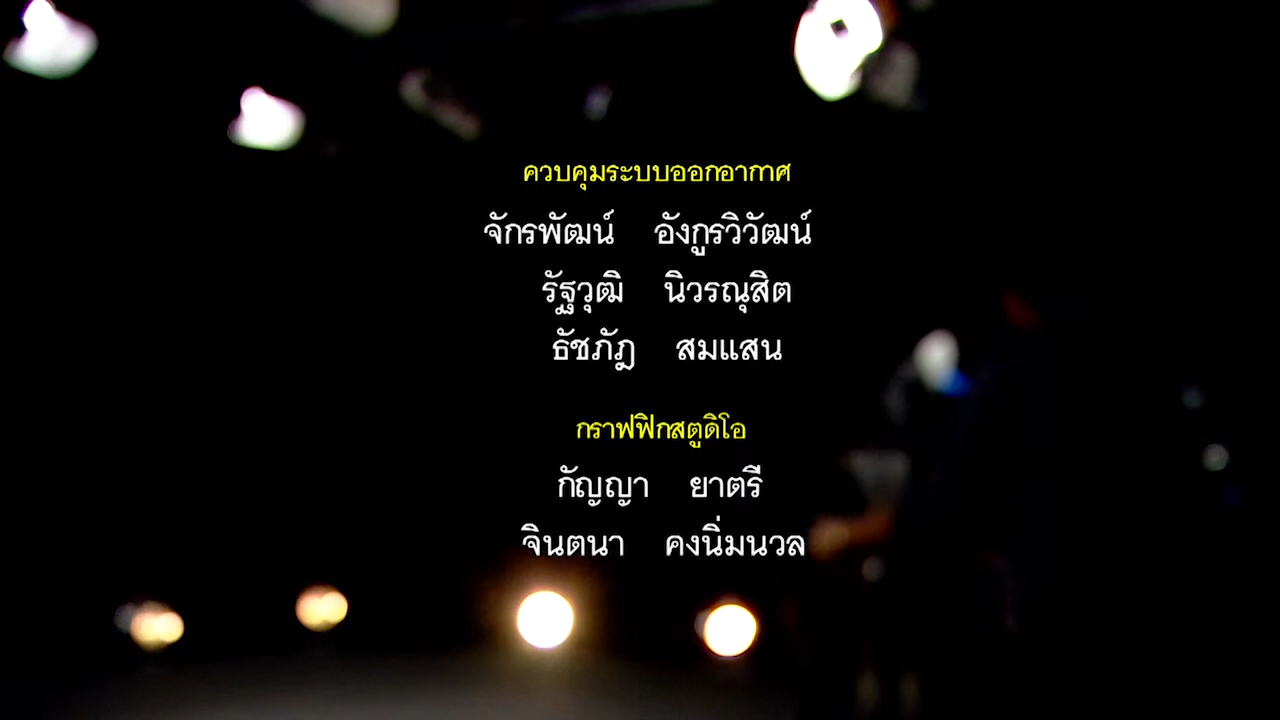 ควบคุมระบบออกอากาศ
จักรพัฒน์ อังกูรวิวัฒน์
รัฐวุฒิ นิวรณุสิต
ธัชภัฎ สมแสน
กราฟฟิกสตูดิโอ
กัญญา ยาตรี
จินตนา คงนิ่มนวล